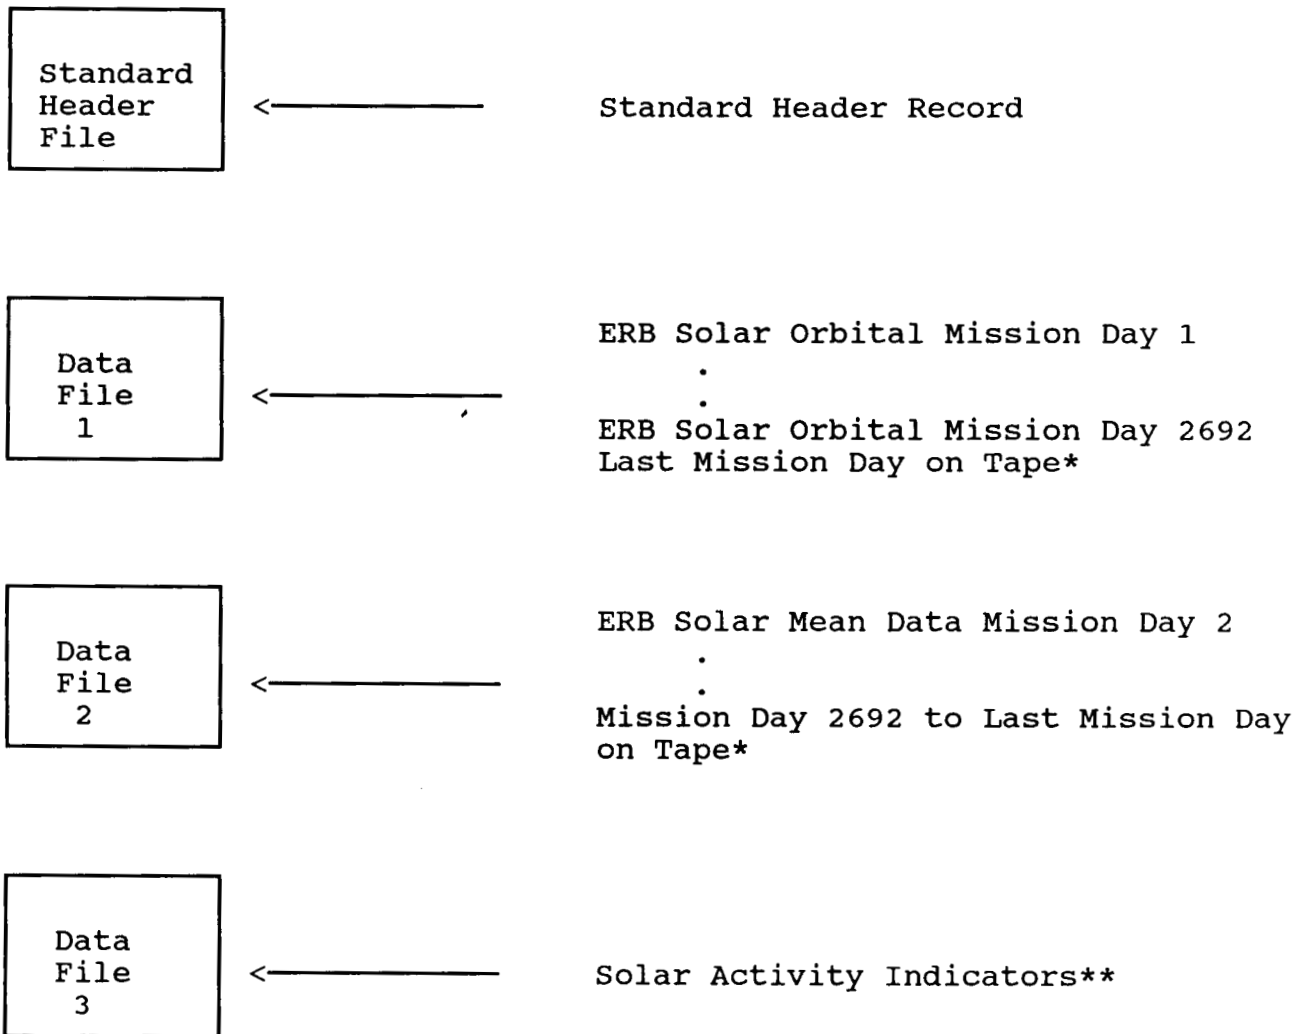 Standard
Header
File
<———— Standard Header Record
Data
File
1
<————
ERB Solar Orbital Mission Day 1
.
.
ERB Solar Orbital Mission Day 2692
Last Mission Day on Tape*
Data
File
2
<————
ERB Solar Mean Data Mission Day 2
.
.
Mission Day 2692 to Last Mission Day
on Tape*
Data
File
3
<———— Solar Activity Indicators**